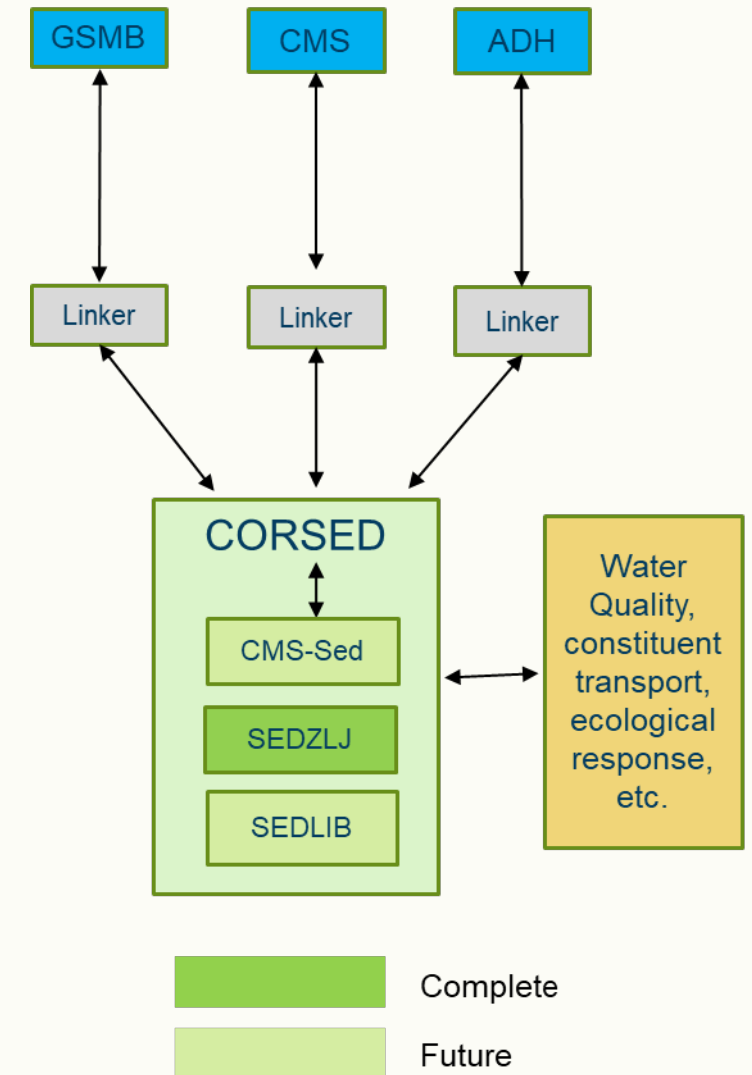 GSMB
CMS
ADH
Linker
Linker
Linker
CORSED
CMS-Sed
SEDZLJ
SEDLIB
Water
Quality,
constituent
transport,
ecological
response,
etc.
Complete
Future